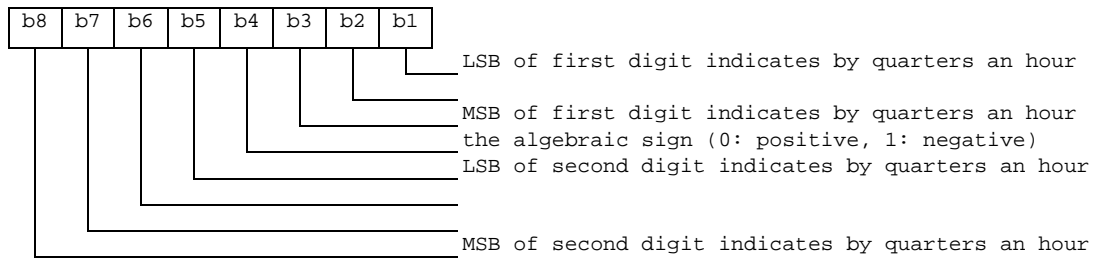 b8 b7 b6 b5 b4 b3 b2 b1
LSB of first digit indicates by quarters an hour
MSB of first digit indicates by quarters an hour
the algebraic sign (0: positive, 1: negative)
LSB of second digit indicates by quarters an hour
MSB of second digit indicates by quarters an hour